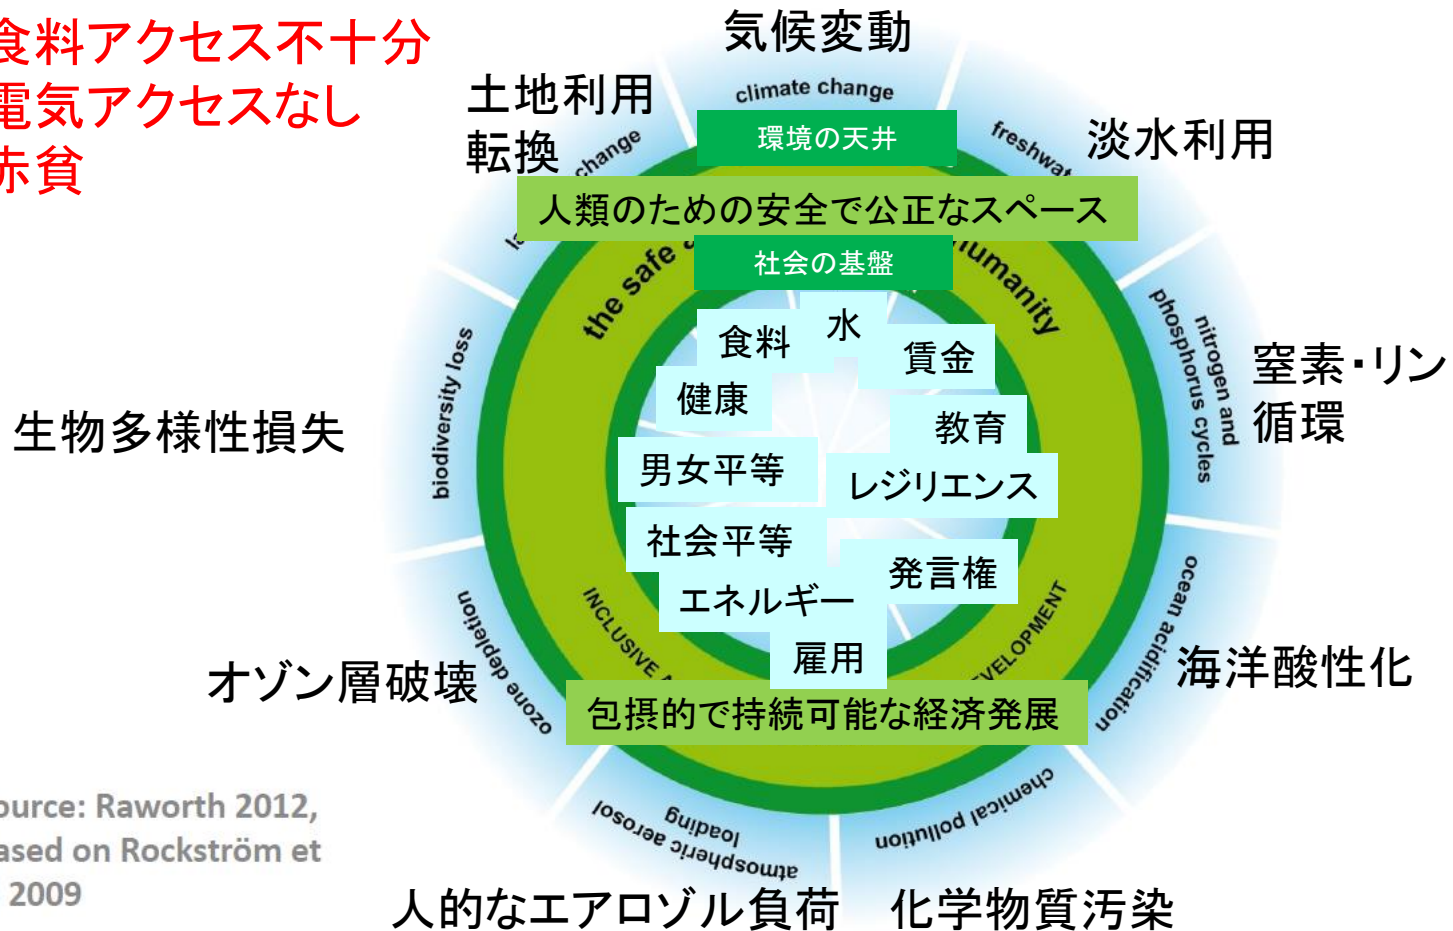 食料アクセス不十分
電気アクセスなし
赤貧
気候変動
climate change
土地利用
転換
change
環境の天井
淡水利用
人類のための安全で公正なスペース
the safe
humanity
社会の基盤
水
食料
賃金
健康
教育
男女平等
レジリエンス
社会平等
発言権
エネルギー
雇用
INCLUSIVE
包摂的で持続可能な経済発展
biodiversity loss
生物多様性損失
nitrogen and
phosphorus cycles
窒素・リン
循環
ozone depletion
オゾン層破壊
ocean acidification
海洋酸性化
atmospheric aerosol
loading
人的なエアロゾル負荷
chemical pollution
化学物質汚染
Raworth 2012,
on Rockström et
2009